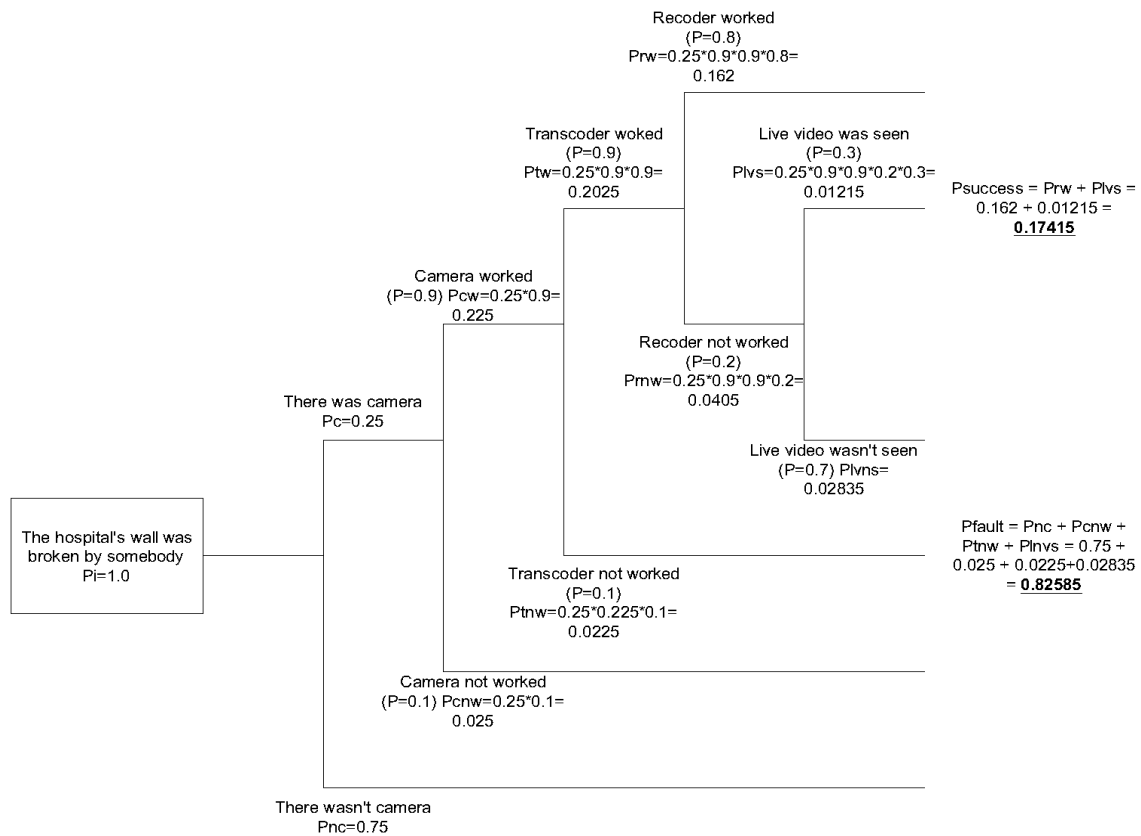 Recoder worked
(P=0.8)
Prw=0.25*0.9*0.9*0.8=
0.162
Transcoder woked
(P=0.9)
Ptw=0.25*0.9*0.9=
0.2025
Live video was seen
(P=0.3)
Plvs=0.25*0.9*0.9*0.2*0.3=
0.01215
Psuccess = Prw + Plvs =
0.162 + 0.01215 =
0.17415
Camera worked
(P=0.9) Pcw=0.25*0.9=
0.225
Recoder not worked
(P=0.2)
Prnw=0.25*0.9*0.9*0.2=
0.0405
There was camera
Pc=0.25
Live video wasn't seen
(P=0.7) Plvns=
0.02835
The hospital's wall was
broken by somebody
Pi=1.0
Pfault = Pnc + Pcnw +
Ptnw + Plnvs = 0.75 +
0.025 + 0.0225+0.02835
= 0.82585
Transcoder not worked
(P=0.1)
Ptnw=0.25*0.225*0.1=
0.0225
Camera not worked
(P=0.1) Pcnw=0.25*0.1=
0.025
There wasn't camera
Pnc=0.75